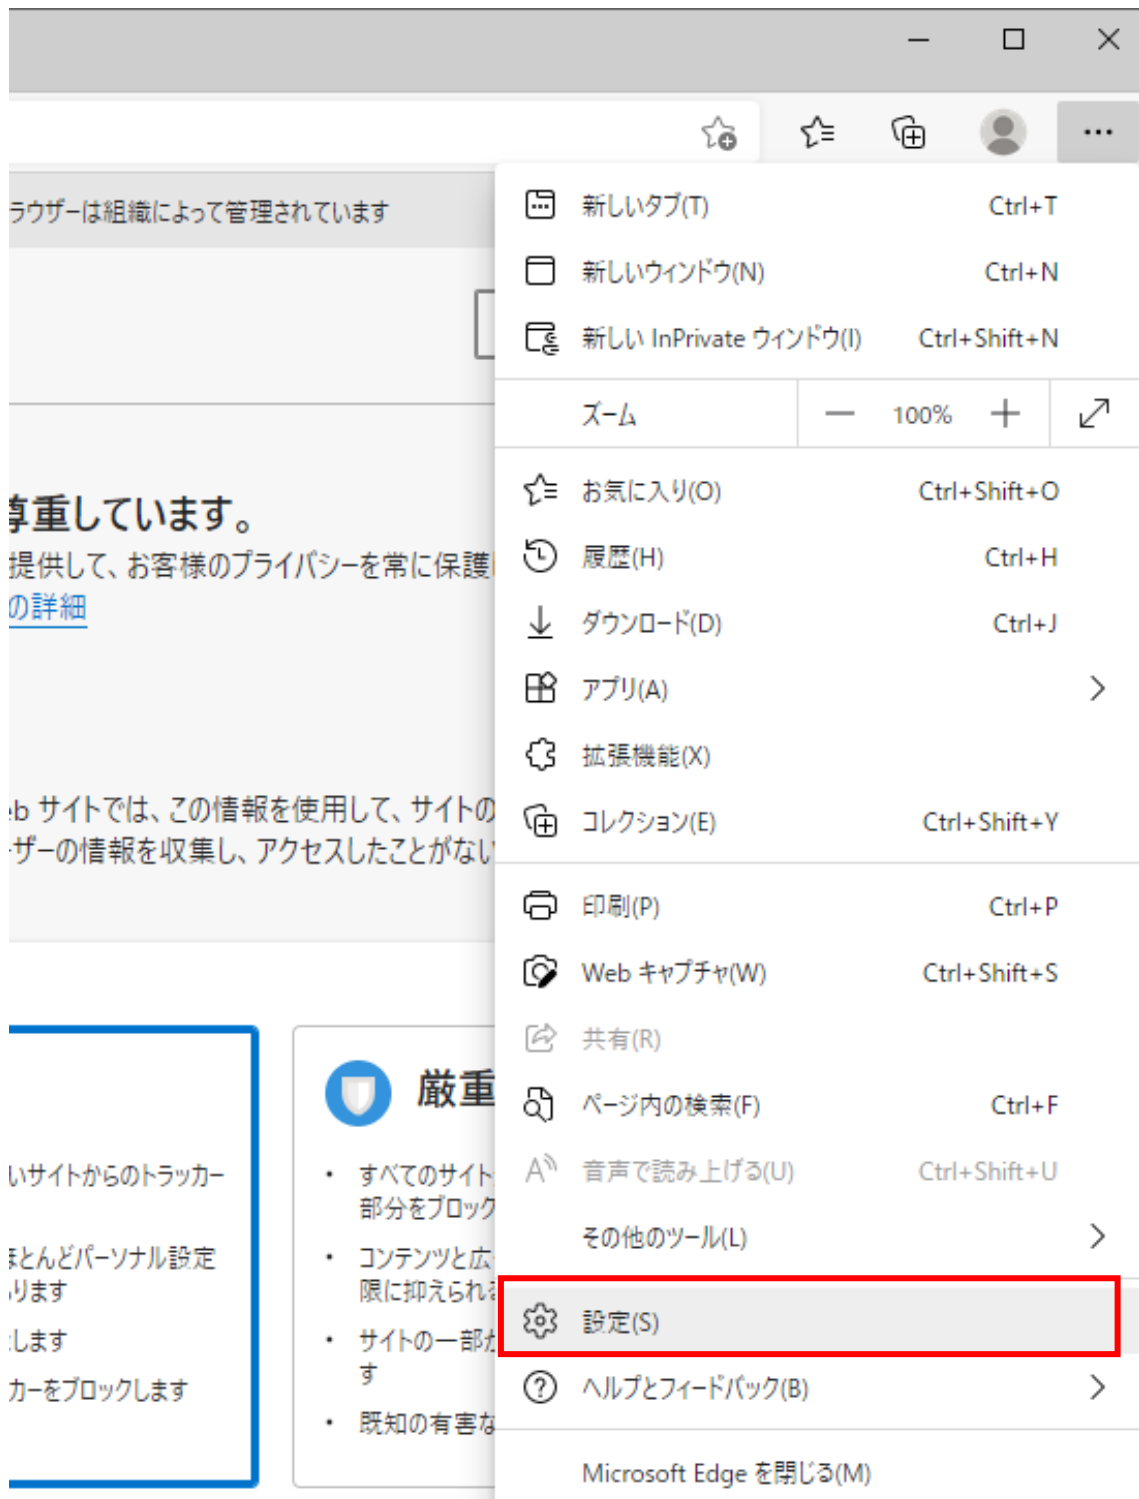 ラウザーは組織によって管理されています
尊重しています。
提供して、お客様のプライバシーを常に保護
の詳細
eb サイトでは、この情報を使用して、サイトの
ーザーの情報を収集し、アクセスしたことがない
いサイトからのトラッカー
ほとんどパーソナル設定
ります
します
カーをブロックします
厳重
• すべてのサイト
部分をブロック
• コンテンツと広
限に抑えられ
• サイトの一部が
す
• 既知の有害な
新しいタブ(T) Ctrl+T
新しいウィンドウ(N) Ctrl+N
新しい InPrivate ウィンドウ(I) Ctrl+Shift+N
ズーム — 100% +
お気に入り(O) Ctrl+Shift+O
履歴(H) Ctrl+H
ダウンロード(D) Ctrl+J
アプリ(A)
拡張機能(X)
コレクション(E) Ctrl+Shift+Y
印刷(P) Ctrl+P
Web キャプチャ(W) Ctrl+Shift+S
共有(R)
ページ内の検索(F) Ctrl+F
音声で読み上げる(U) Ctrl+Shift+U
その他のツール(L)
設定(S)
ヘルプとフィードバック(B)
Microsoft Edge を閉じる(M)